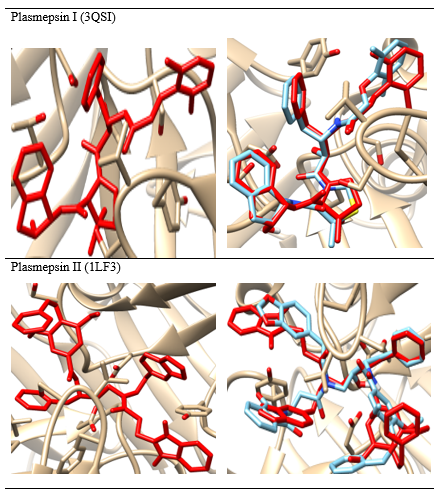 Plasmepsin I (3QSI)
Plasmepsin II (1LF3)